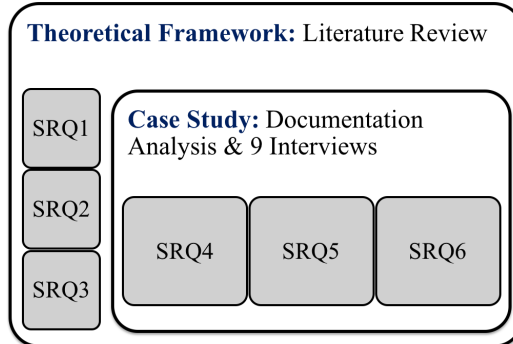 Theoretical Framework: Literature Review
SRQ1
SRQ2
SRQ3
Case Study: Documentation
Analysis & 9 Interviews
SRQ4
SRQ5
SRQ6